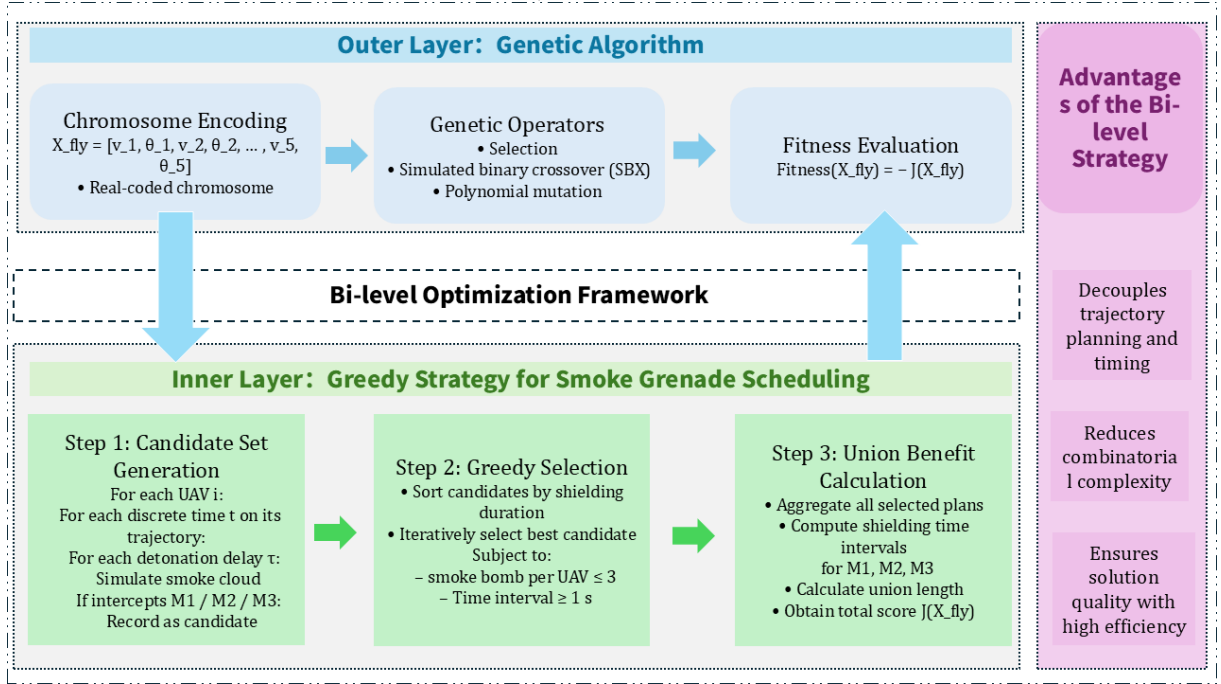 Outer Layer：Genetic Algorithm
Chromosome Encoding
X_fly = [v_1, θ_1, v_2, θ_2, ... , v_5,
θ_5]
• Real-coded chromosome
Genetic Operators
• Selection
• Simulated binary crossover (SBX)
• Polynomial mutation
Fitness Evaluation
Fitness(X_fly) = − J(X_fly)
Bi-level Optimization Framework
Inner Layer：Greedy Strategy for Smoke Grenade Scheduling
Step 1: Candidate Set
Generation
For each UAV i:
For each discrete time t on its
trajectory:
For each detonation delay τ:
Simulate smoke cloud
If intercepts M1 / M2 / M3:
Record as candidate
Step 2: Greedy Selection
• Sort candidates by shielding
duration
• Iteratively select best candidate
Subject to:
– smoke bomb per UAV ≤ 3
– Time interval ≥ 1 s
Step 3: Union Benefit
Calculation
• Aggregate all selected plans
• Compute shielding time
intervals
for M1, M2, M3
• Calculate union length
• Obtain total score J(X_fly)
Advantage
s of the Bi-
level
Strategy
Decouples
trajectory
planning and
timing
Reduces
combinatoria
l complexity
Ensures
solution
quality with
high efficiency